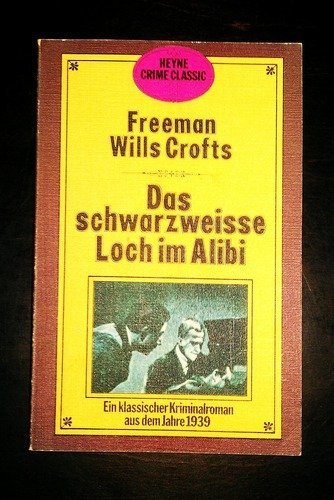 HEYNE
CRIME CLASSIC
Freeman
Wills Crofts
Das
schwarzweisse
Loch im Alibi
Ein klassischer Kriminalroman
aus dem Jahre 1939